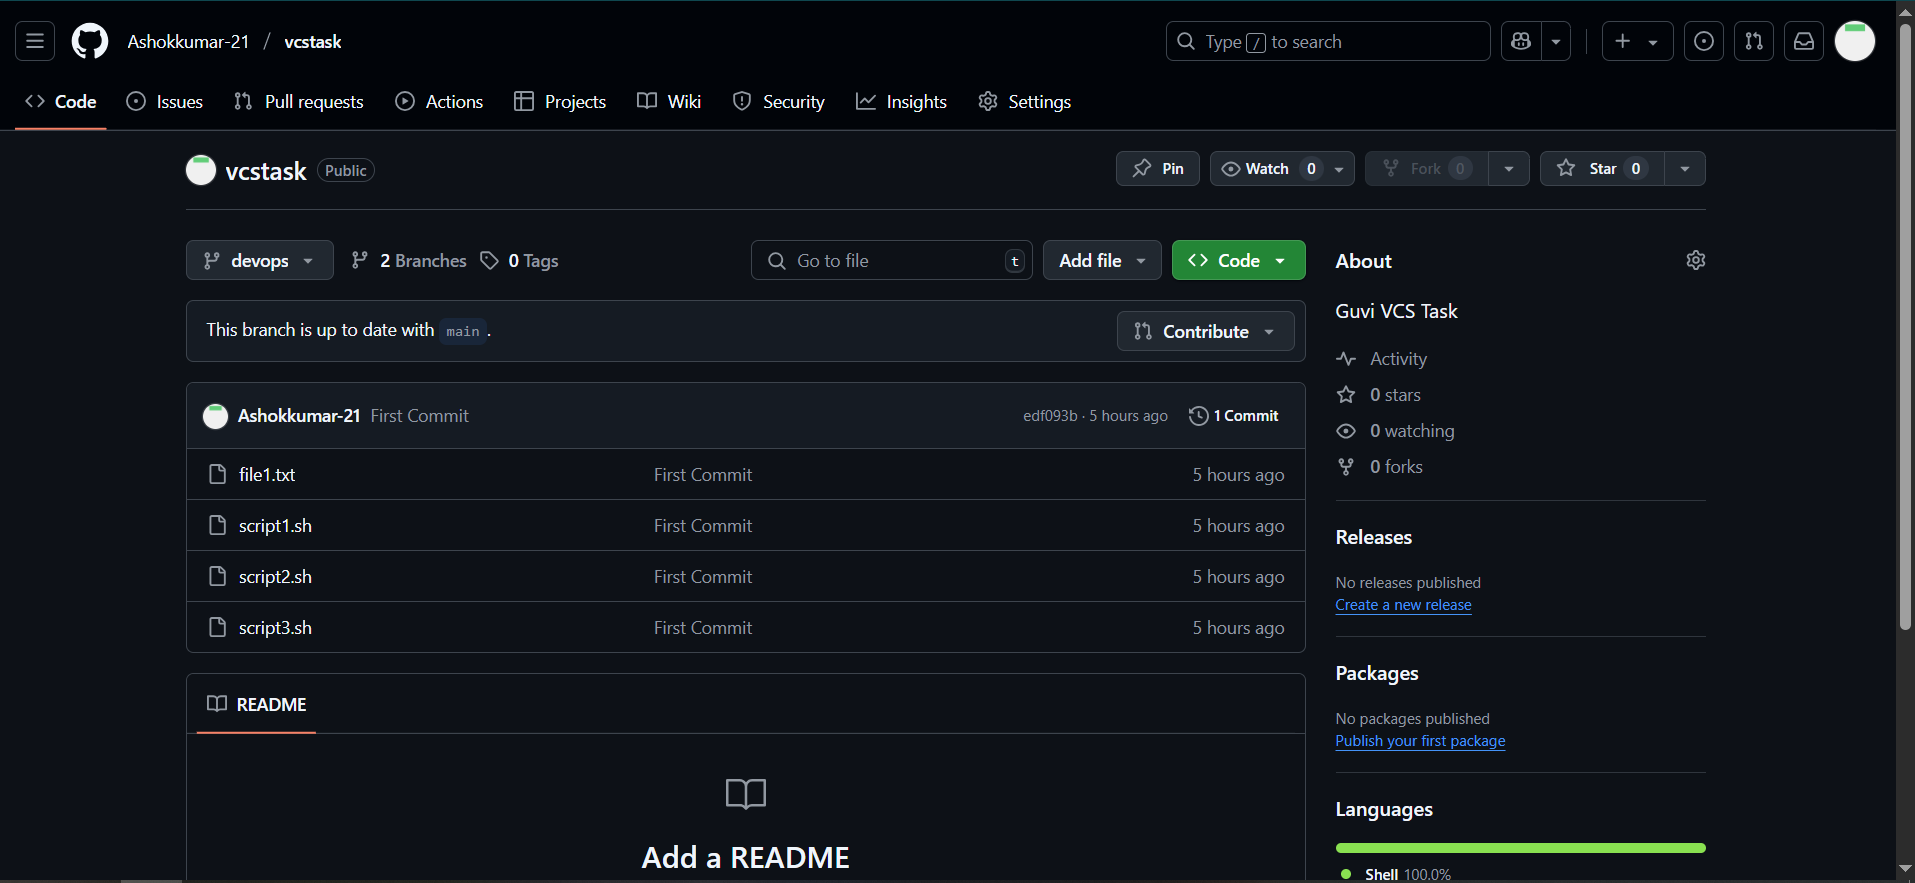 Ashokkumar-21 / vcstask
Type / to search
Code Issues Pull requests Actions Projects Wiki Security Insights Settings
vcstask Public
Pin Watch 0 Fork 0 Star 0
devops 2 Branches 0 Tags
Go to file t Add file Code
This branch is up to date with main.
Contribute
Ashokkumar-21 First Commit edf093b · 5 hours ago 1 Commit
file1.txt First Commit 5 hours ago
script1.sh First Commit 5 hours ago
script2.sh First Commit 5 hours ago
script3.sh First Commit 5 hours ago
README
Add a README
About
Guvi VCS Task
Activity
0 stars
0 watching
0 forks
Releases
No releases published
Create a new release
Packages
No packages published
Publish your first package
Languages
Shell 100.0%